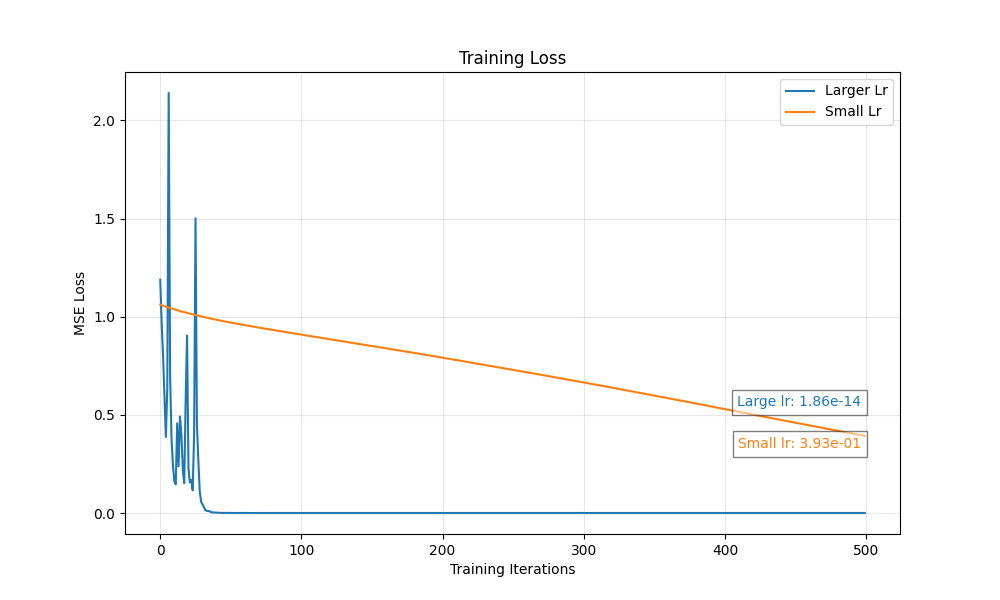 Training Loss
Larger Lr
Small Lr
MSE Loss
2.0
1.5
1.0
0.5
0.0
Large lr: 1.86e-14
Small lr: 3.93e-01
0 100 200 300 400 500
Training Iterations